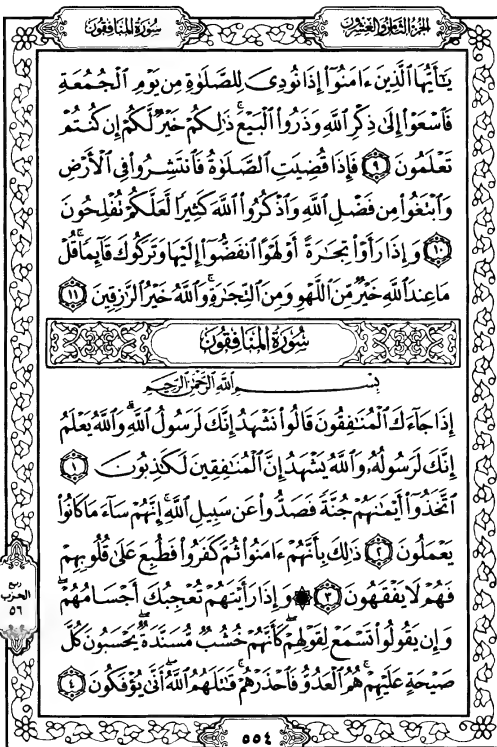 الجزء الثامن والعشرون
سورة المنافقون
يَٰٓأَيُّهَا ٱلَّذِينَ ءَامَنُوٓا۟ إِذَا نُودِىَ لِلصَّلَوٰةِ مِن يَوْمِ ٱلْجُمُعَةِ
فَٱسْعَوْا۟ إِلَىٰ ذِكْرِ ٱللَّهِ وَذَرُوا۟ ٱلْبَيْعَ ۚ ذَٰلِكُمْ خَيْرٌ لَّكُمْ إِن كُنتُمْ
تَعْلَمُونَ ٩ فَإِذَا قُضِيَتِ ٱلصَّلَوٰةُ فَٱنتَشِرُوا۟ فِى ٱلْأَرْضِ
وَٱبْتَغُوا۟ مِن فَضْلِ ٱللَّهِ وَٱذْكُرُوا۟ ٱللَّهَ كَثِيرًا لَّعَلَّكُمْ تُفْلِحُونَ
١٠ وَإِذَا رَأَوْا۟ تِجَٰرَةً أَوْ لَهْوًا ٱنفَضُّوٓا۟ إِلَيْهَا وَتَرَكُوكَ قَآئِمًا ۚ قُلْ
مَا عِندَ ٱللَّهِ خَيْرٌ مِّنَ ٱللَّهْوِ وَمِنَ ٱلتِّجَٰرَةِ ۚ وَٱللَّهُ خَيْرُ ٱلرَّٰزِقِينَ ١١
سُورَةُ المُنَافِقُونَ
بِسْمِ ٱللَّهِ ٱلرَّحْمَٰنِ ٱلرَّحِيمِ
إِذَا جَآءَكَ ٱلْمُنَٰفِقُونَ قَالُوا۟ نَشْهَدُ إِنَّكَ لَرَسُولُ ٱللَّهِ ۗ وَٱللَّهُ يَعْلَمُ
إِنَّكَ لَرَسُولُهُۥ وَٱللَّهُ يَشْهَدُ إِنَّ ٱلْمُنَٰفِقِينَ لَكَٰذِبُونَ ١
ٱتَّخَذُوٓا۟ أَيْمَٰنَهُمْ جُنَّةً فَصَدُّوا۟ عَن سَبِيلِ ٱللَّهِ ۚ إِنَّهُمْ سَآءَ مَا كَانُوا۟
يَعْمَلُونَ ٢ ذَٰلِكَ بِأَنَّهُمْ ءَامَنُوا۟ ثُمَّ كَفَرُوا۟ فَطُبِعَ عَلَىٰ قُلُوبِهِمْ
فَهُمْ لَا يَفْقَهُونَ ٣ ۞ وَإِذَا رَأَيْتَهُمْ تُعْجِبُكَ أَجْسَامُهُمْ ۖ
وَإِن يَقُولُوا۟ تَسْمَعْ لِقَوْلِهِمْ ۖ كَأَنَّهُمْ خُشُبٌ مُّسَنَّدَةٌ ۖ يَحْسَبُونَ كُلَّ
صَيْحَةٍ عَلَيْهِمْ ۚ هُمُ ٱلْعَدُوُّ فَٱحْذَرْهُمْ ۚ قَٰتَلَهُمُ ٱللَّهُ ۖ أَنَّىٰ يُؤْفَكُونَ ٤
ربع
الحزب
٥٦
٥٥٤